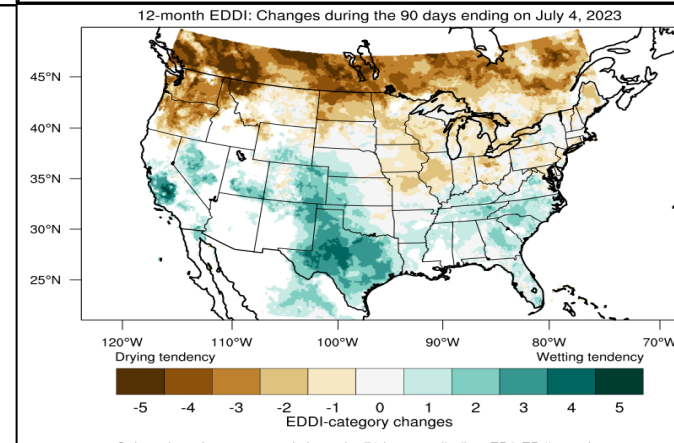 12-month EDDI: Changes during the 90 days ending on July 4, 2023
45°N
40°N
35°N
30°N
25°N
120°W 110°W 100°W 90°W 80°W 70°W
Drying tendency Wetting tendency
-5 -4 -3 -2 -1 0 1 2 3 4 5
EDDI-category changes